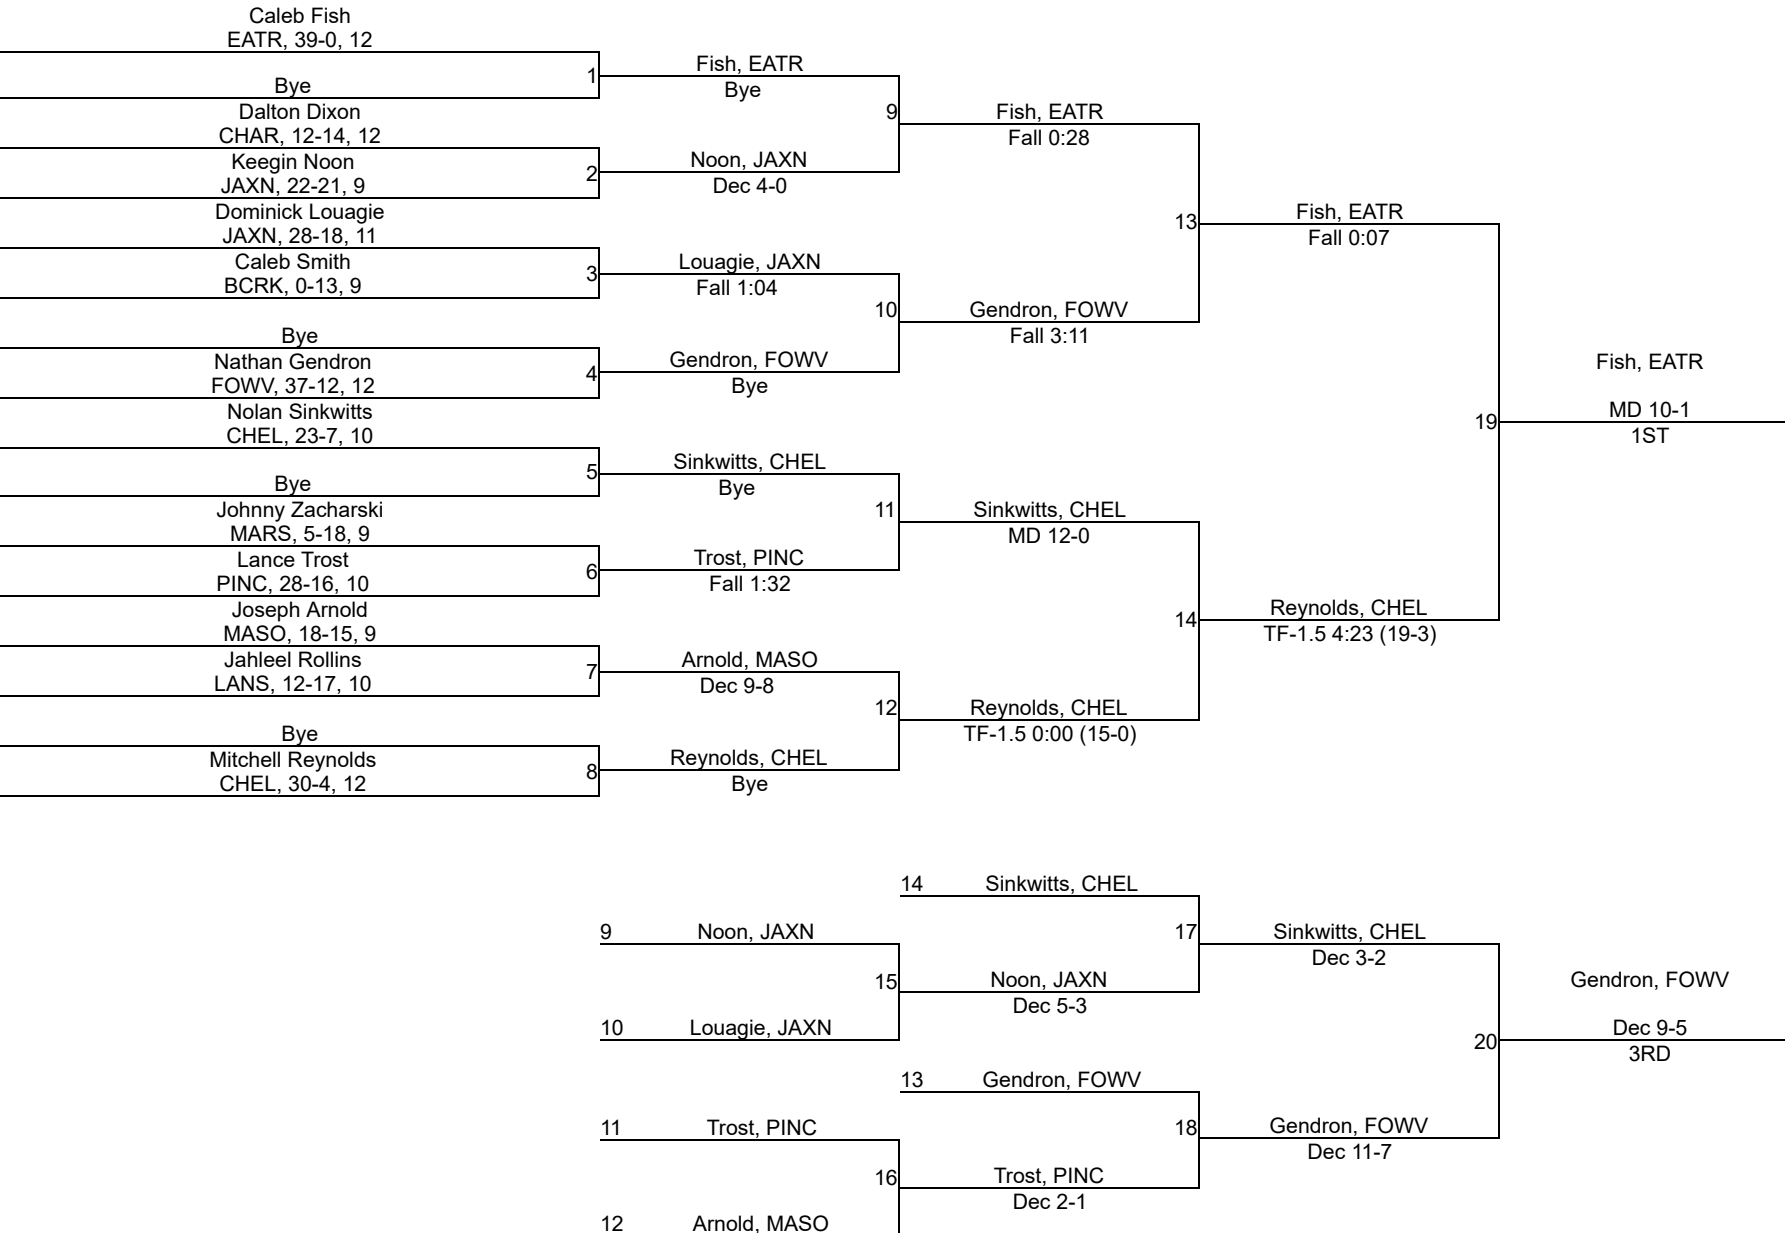 Caleb Fish
EATR, 39-0, 12
Bye
1
Dalton Dixon
CHAR, 12-14, 12
Keegin Noon
JAXN, 22-21, 9
2
Dominick Louagie
JAXN, 28-18, 11
Caleb Smith
BCRK, 0-13, 9
3
Bye
Nathan Gendron
FOWV, 37-12, 12
4
Nolan Sinkwitts
CHEL, 23-7, 10
Bye
5
Johnny Zacharski
MARS, 5-18, 9
Lance Trost
PINC, 28-16, 10
6
Joseph Arnold
MASO, 18-15, 9
Jahleel Rollins
LANS, 12-17, 10
7
Bye
Mitchell Reynolds
CHEL, 30-4, 12
8
Fish, EATR
Bye
9
Noon, JAXN
Dec 4-0
Louagie, JAXN
Fall 1:04
10
Gendron, FOWV
Bye
Sinkwitts, CHEL
Bye
11
Trost, PINC
Fall 1:32
Arnold, MASO
Dec 9-8
12
Reynolds, CHEL
Bye
Fish, EATR
Fall 0:28
13
Gendron, FOWV
Fall 3:11
Sinkwitts, CHEL
MD 12-0
14
Reynolds, CHEL
TF-1.5 0:00 (15-0)
Fish, EATR
Fall 0:07
19
Reynolds, CHEL
TF-1.5 4:23 (19-3)
Fish, EATR
MD 10-1
1ST
14 Sinkwitts, CHEL
9 Noon, JAXN
15
10 Louagie, JAXN
17
Noon, JAXN
Dec 5-3
13 Gendron, FOWV
11 Trost, PINC
16
12 Arnold, MASO
18
Trost, PINC
Dec 2-1
Sinkwitts, CHEL
Dec 3-2
20
Gendron, FOWV
Dec 11-7
Gendron, FOWV
Dec 9-5
3RD